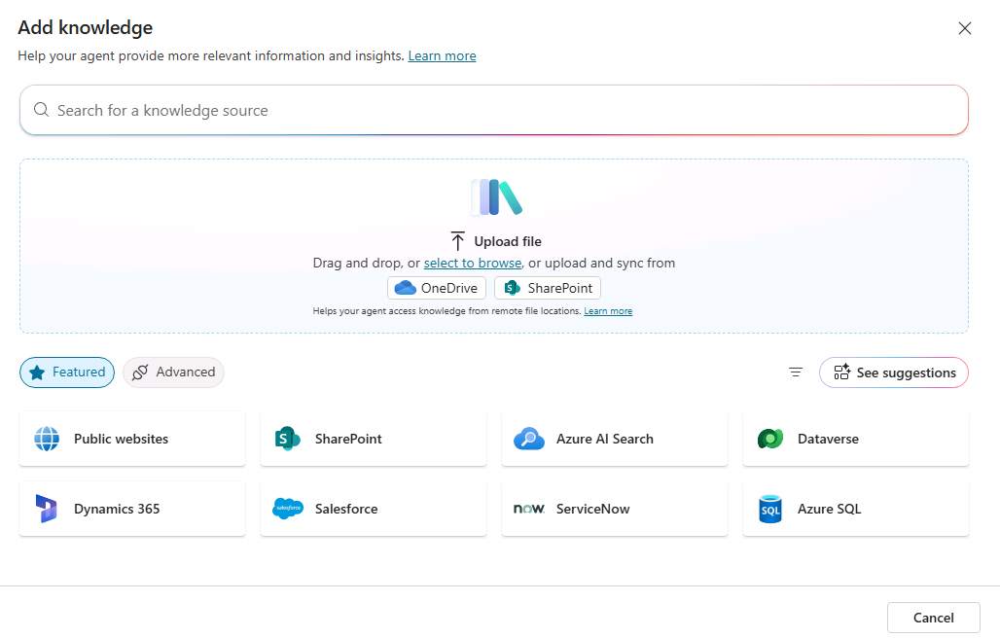 Add knowledge
Help your agent provide more relevant information and insights. Learn more
Search for a knowledge source
Upload file
Drag and drop, or select to browse, or upload and sync from
OneDrive
S SharePoint
Helps your agent access knowledge from remote file locations. Learn more
Featured
Advanced
See suggestions
Public websites
S SharePoint
Azure AI Search
Dataverse
Dynamics 365
salesforce Salesforce
now. ServiceNow
SQL Azure SQL
Cancel